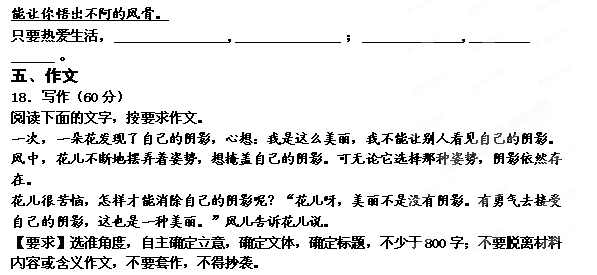 能让你悟出不阿的风骨。
只要热爱生活，______________，_____________；_____________，________
______。
五、作文
18．写作（60分）
阅读下面的文字，按要求作文。
一次，一朵花发现了自己的阴影，心想：我是这么美丽，我不能让别人看见自己的阴影。
风中，花儿不断地摆弄着姿势，想掩盖自己的阴影。可无论它选择那种姿势，阴影依然存
在。
花儿很苦恼，怎样才能消除自己的阴影呢？“花儿呀，美丽不是没有阴影。有勇气去接受
自己的阴影，这也是一种美丽。”风儿告诉花儿说。
【要求】选准角度，自主确定立意，确定文体，确定标题，不少于800字；不要脱离材料
内容或含义作文，不要套作，不得抄袭。